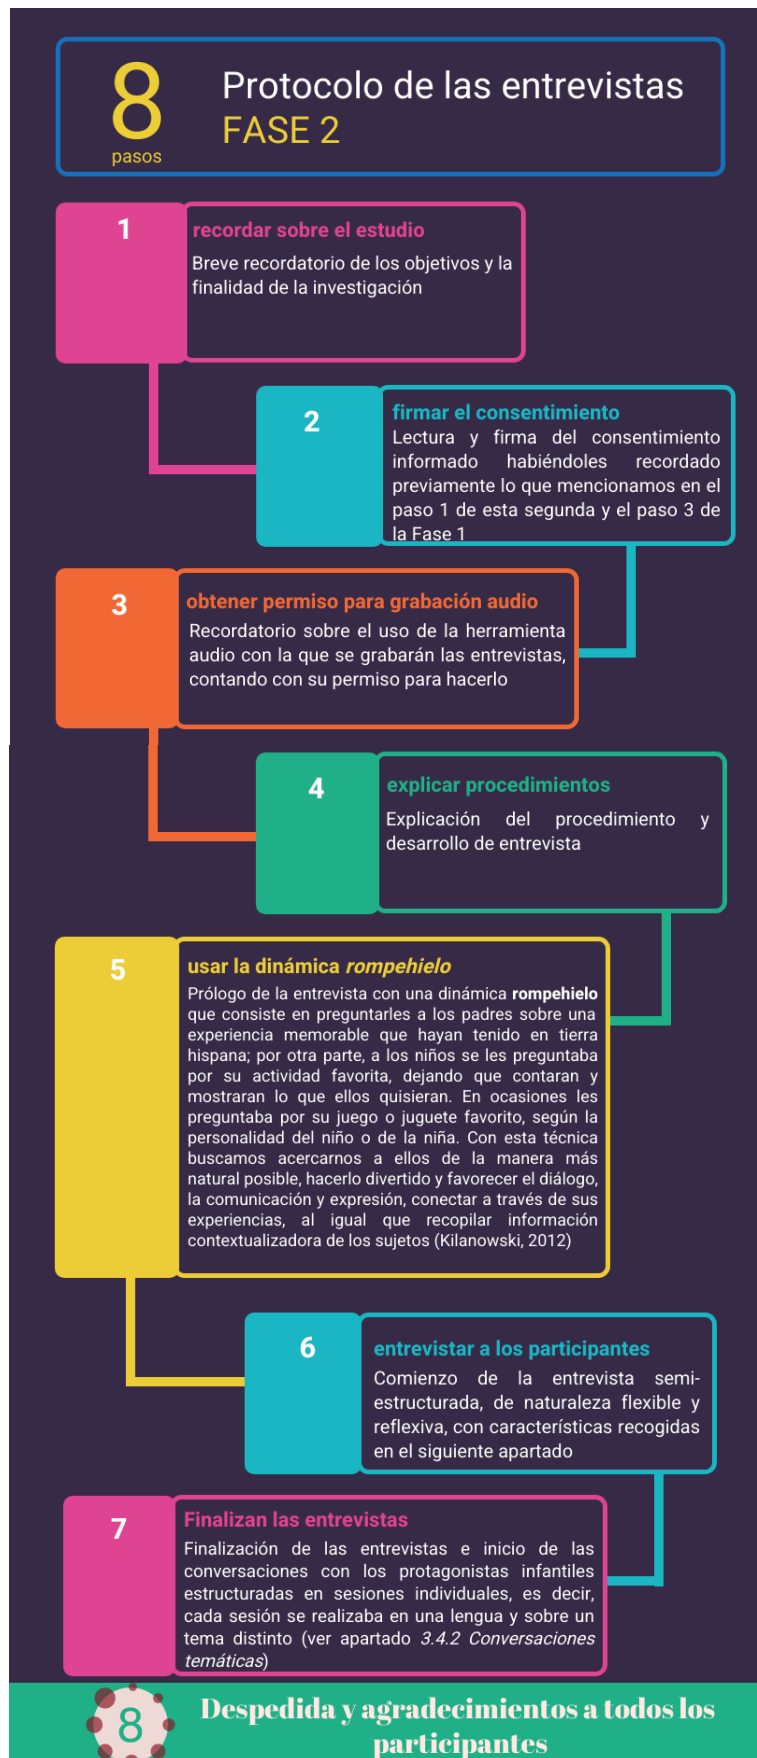 8
pasos
Protocolo de las entrevistas
FASE 2
1
recordar sobre el estudio
Breve recordatorio de los objetivos y la
finalidad de la investigación
2
firmar el consentimiento
Lectura y firma del consentimiento
informado habiéndoles recordado
previamente lo que mencionamos en el
paso 1 de esta segunda y el paso 3 de
la Fase 1
3
obtener permiso para grabación audio
Recordatorio sobre el uso de la herramienta
audio con la que se grabarán las entrevistas,
contando con su permiso para hacerlo
4
explicar procedimientos
Explicación del procedimiento y
desarrollo de entrevista
5
usar la dinámica rompehielo
Prólogo de la entrevista con una dinámica rompehielo
que consiste en preguntarles a los padres sobre una
experiencia memorable que hayan tenido en tierra
hispana; por otra parte, a los niños se les preguntaba
por su actividad favorita, dejando que contaran y
mostraran lo que ellos quisieran. En ocasiones les
preguntaba por su juego o juguete favorito, según la
personalidad del niño o de la niña. Con esta técnica
buscamos acercarnos a ellos de la manera más
natural posible, hacerlo divertido y favorecer el diálogo,
la comunicación y expresión, conectar a través de sus
experiencias, al igual que recopilar información
contextualizadora de los sujetos (Kilanowski, 2012)
6
entrevistar a los participantes
Comienzo de la entrevista semi-
estructurada, de naturaleza flexible y
reflexiva, con características recogidas
en el siguiente apartado
7
Finalizan las entrevistas
Finalización de las entrevistas e inicio de las
conversaciones con los protagonistas infantiles
estructuradas en sesiones individuales, es decir,
cada sesión se realizaba en una lengua y sobre un
tema distinto (ver apartado 3.4.2 Conversaciones
temáticas)
8
Despedida y agradecimientos a todos los
participantes